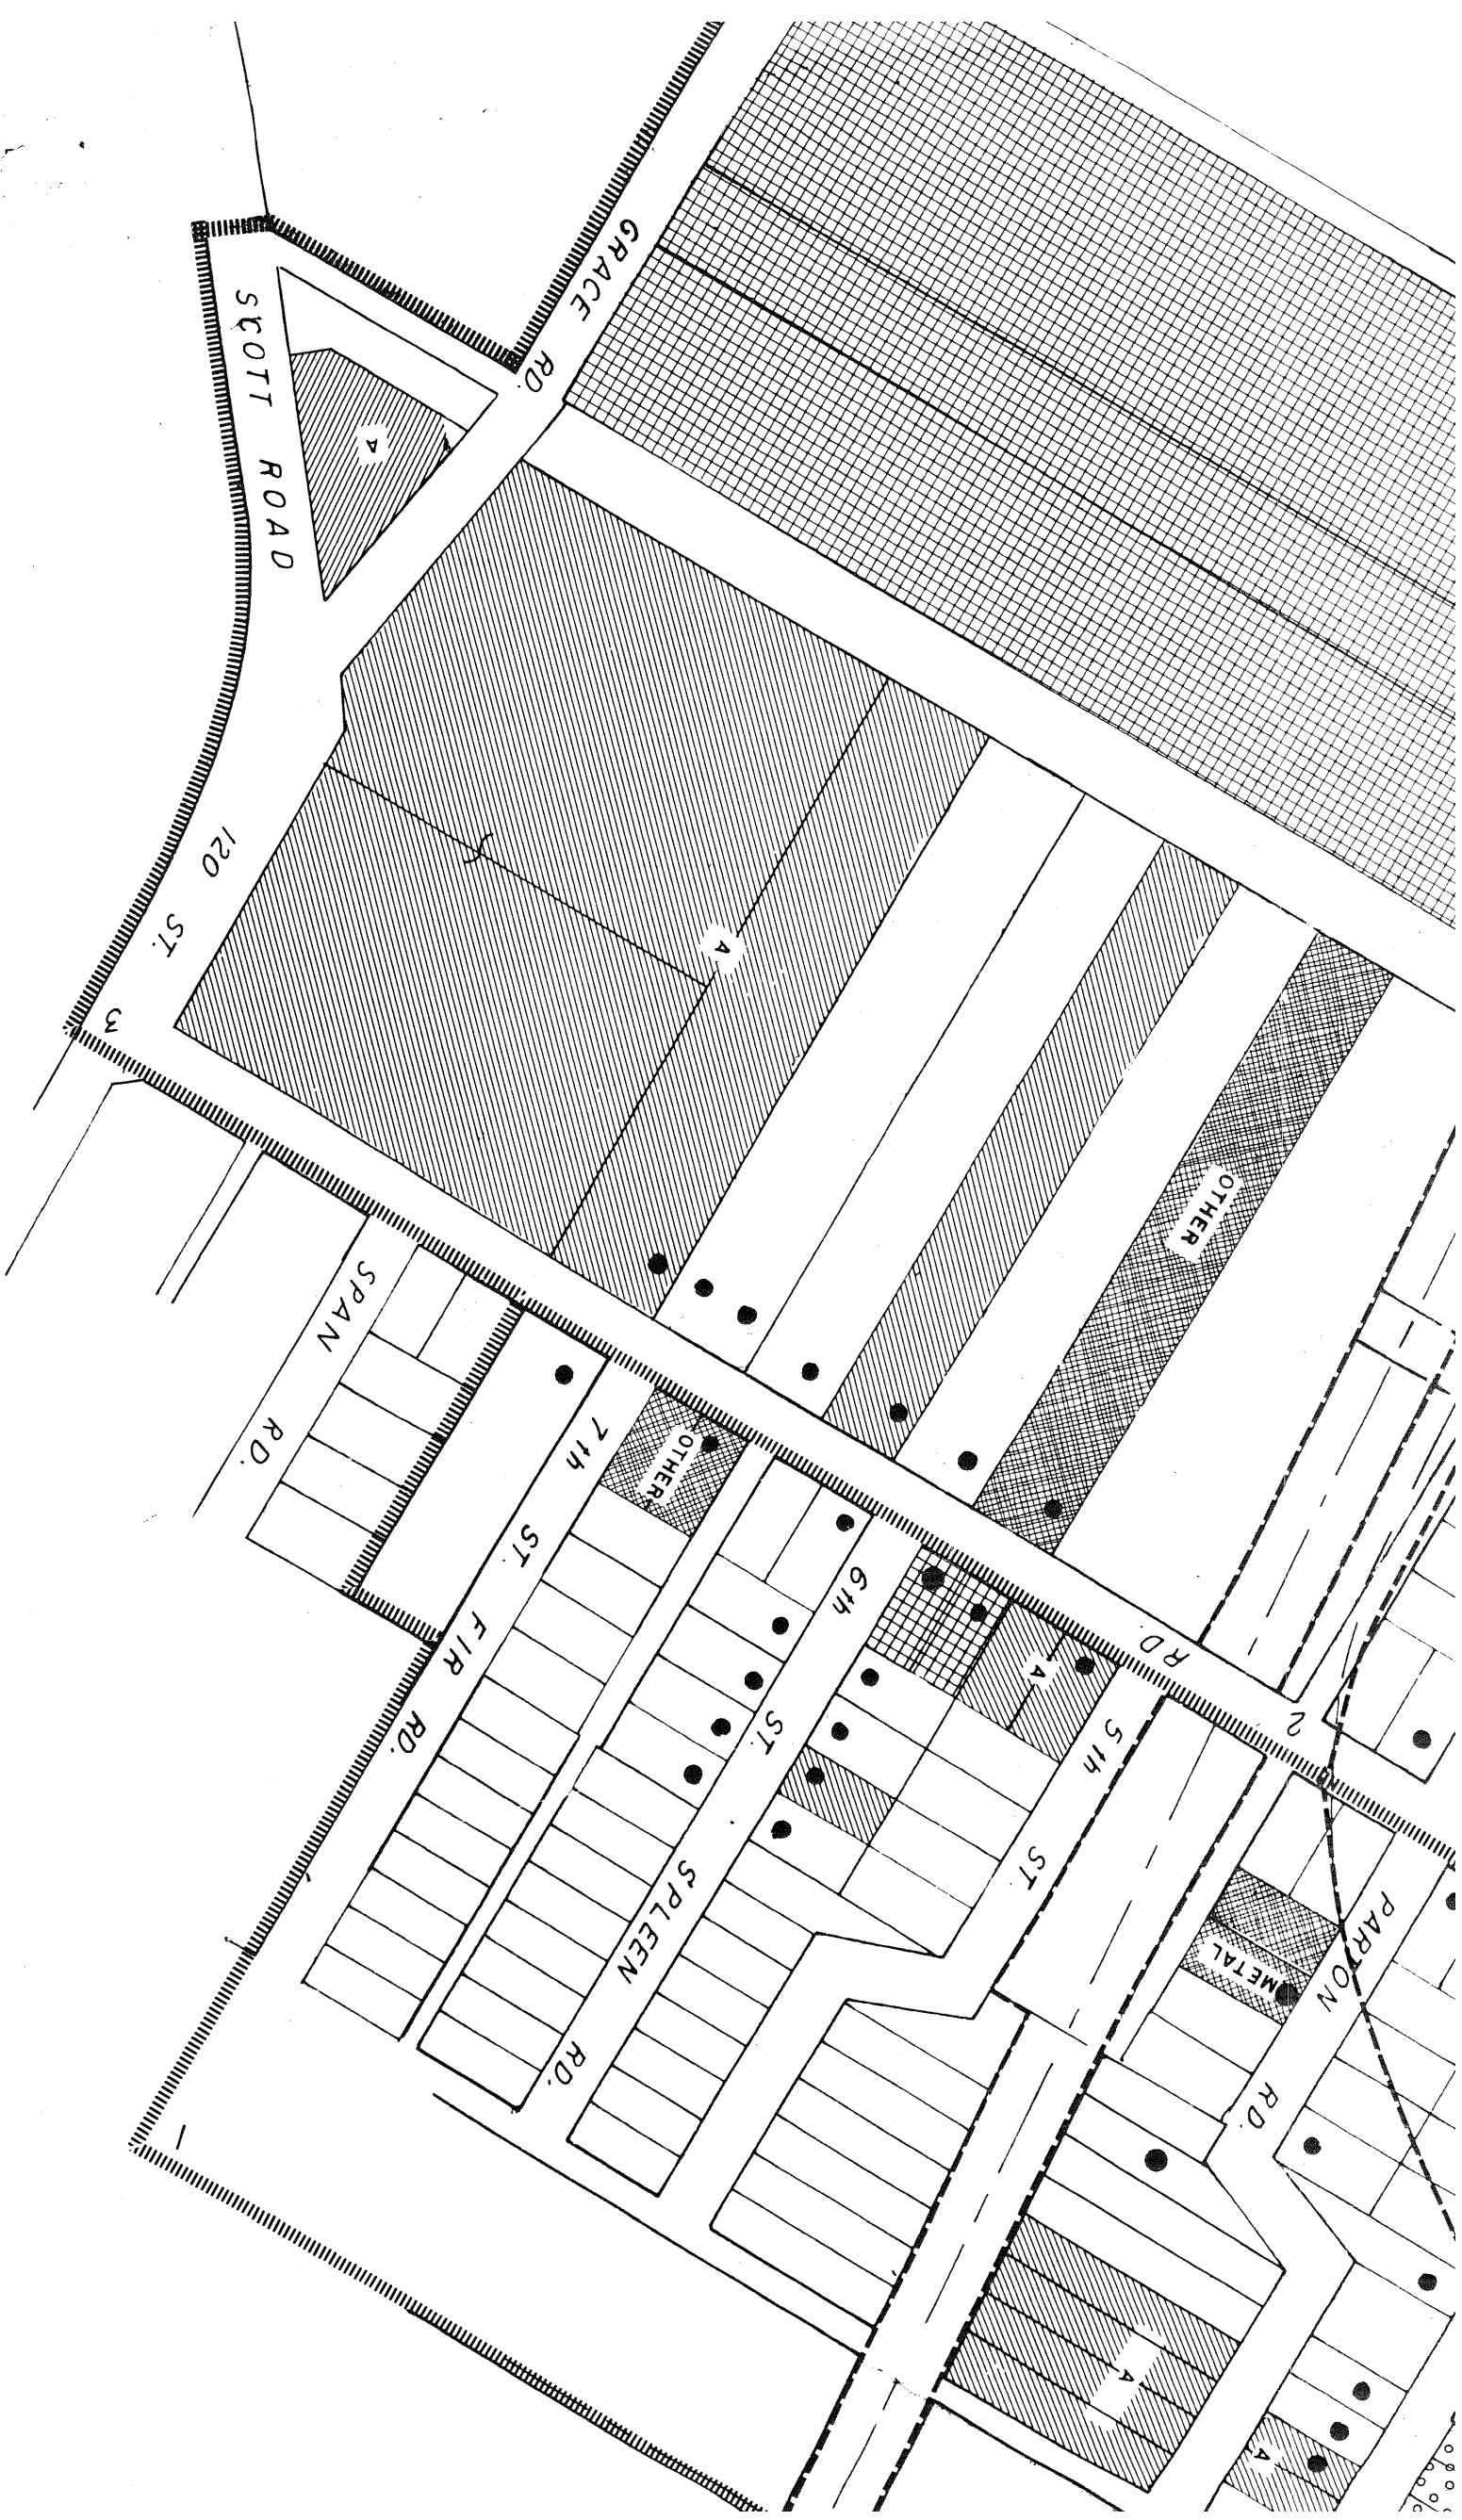 GRACE RD.
SCOTT ROAD
A
120 ST.
3
A
OTHER
SPAN RD.
7th ST.
OTHER
FIR RD.
6th ST.
SPLEEN RD.
A
RD
5th ST.
2
PARTON RD.
METAL
1
A
A